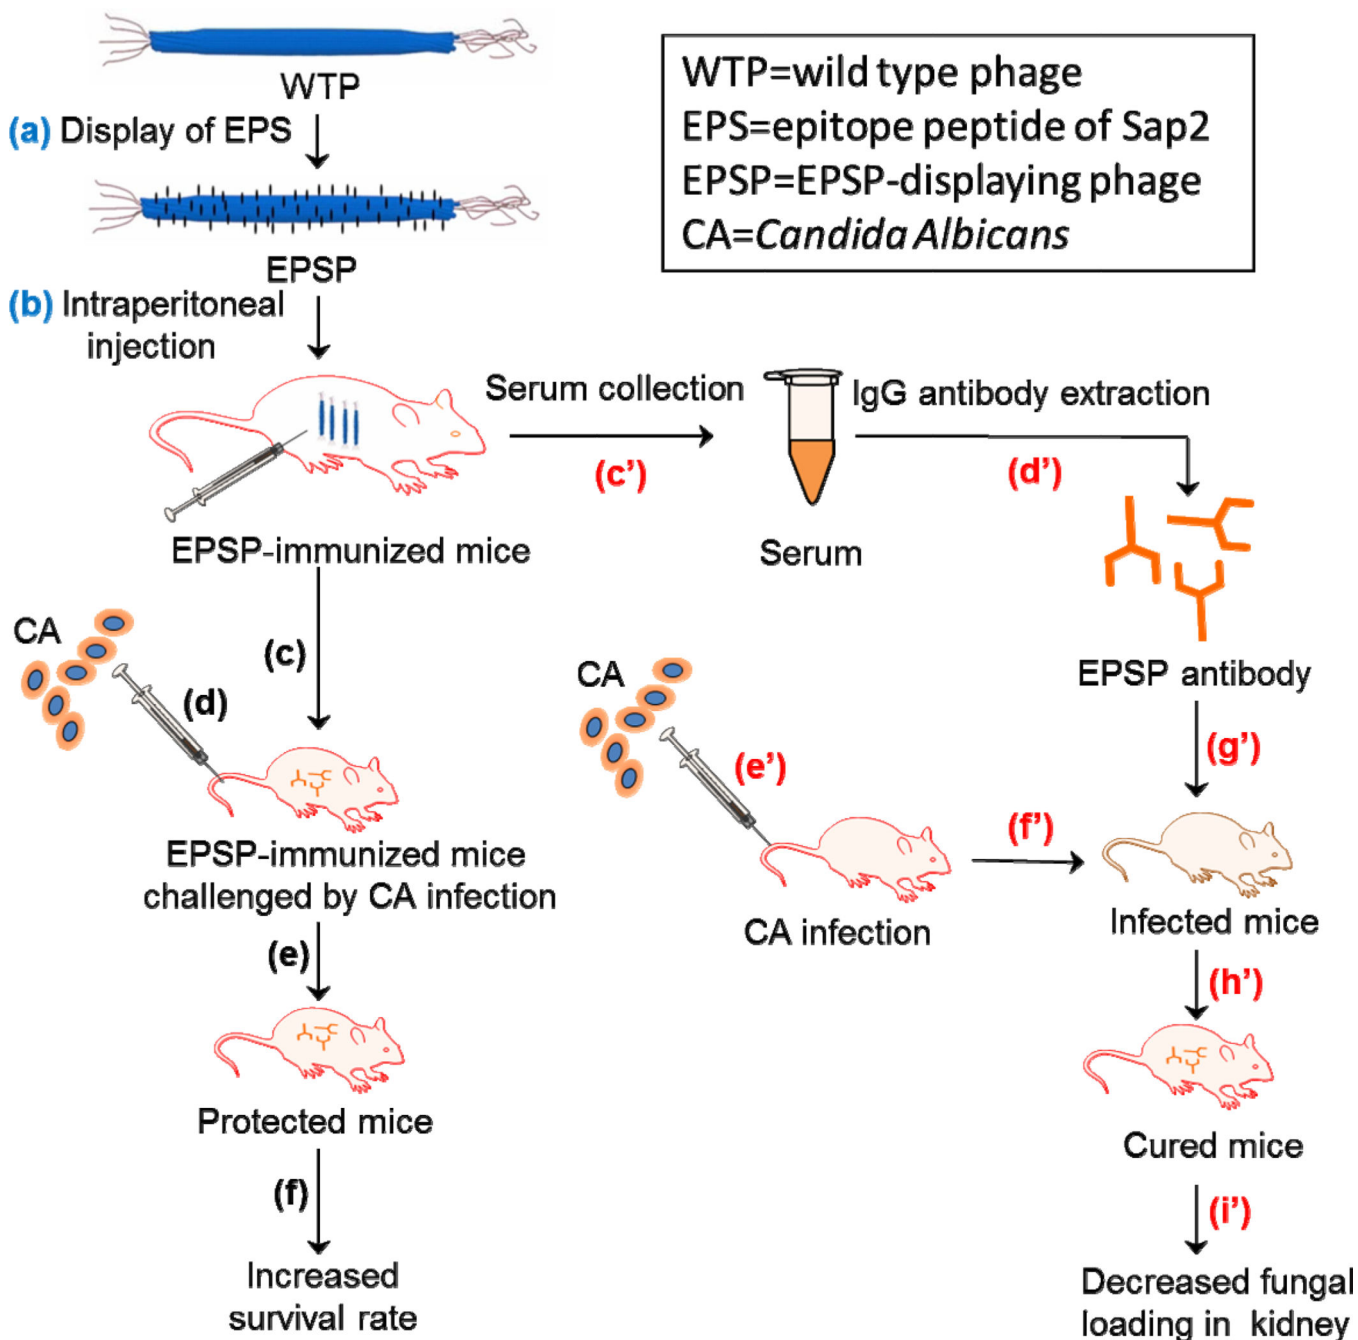 WTP
(a) Display of EPS
EPSP
(b) Intraperitoneal
injection
WTP=wild type phage
EPS=epitope peptide of Sap2
EPSP=EPSP-displaying phage
CA=Candida Albicans
Serum collection
(c’)
IgG antibody extraction
(d’)
EPSP-immunized mice
Serum
EPSP antibody
CA
(c)
(d)
EPSP-immunized mice
challenged by CA infection
(e)
Protected mice
(f)
Increased
survival rate
CA
(e’)
CA infection
(f’)
(g’)
Infected mice
(h’)
Cured mice
(i’)
Decreased fungal
loading in kidney